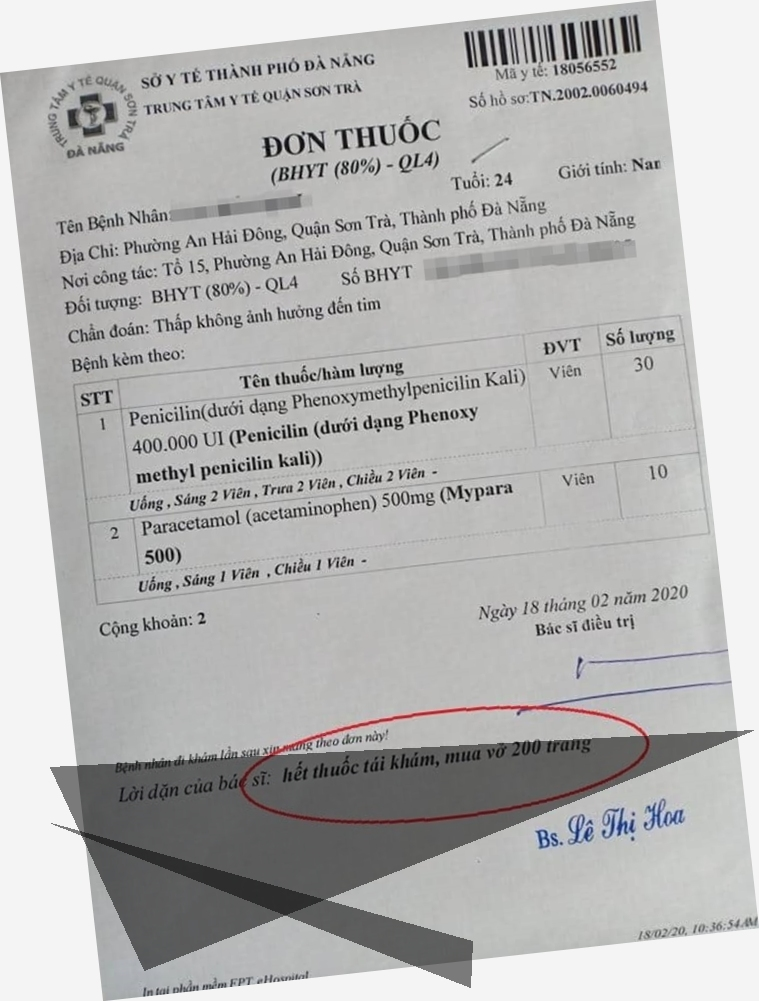 SỞ Y TẾ THÀNH PHỐ ĐÀ NẴNG
TRUNG TÂM Y TẾ QUẬN SƠN TRÀ
TRUNG TÂM Y TẾ QUẬN SƠN TRÀ
ĐÀ NẴNG
Mã y tế: 18056552
Số hồ sơ:TN.2002.0060494
ĐƠN THUỐC
(BHYT (80%) - QL4)
Tên Bệnh Nhân: Tuổi: 24 Giới tính: Nam
Địa Chỉ: Phường An Hải Đông, Quận Sơn Trà, Thành phố Đà Nẵng
Nơi công tác: Tổ 15, Phường An Hải Đông, Quận Sơn Trà, Thành phố Đà Nẵng
Đối tượng: BHYT (80%) - QL4 Số BHYT
Chẩn đoán: Thấp không ảnh hưởng đến tim
Bệnh kèm theo:
STT Tên thuốc/hàm lượng ĐVT Số lượng
1 Penicilin(dưới dạng Phenoxymethylpenicilin Kali) Viên 30
400.000 UI (Penicilin (dưới dạng Phenoxy
methyl penicilin kali))
Uống , Sáng 2 Viên , Trưa 2 Viên , Chiều 2 Viên -
2 Paracetamol (acetaminophen) 500mg (Mypara Viên 10
500)
Uống , Sáng 1 Viên , Chiều 1 Viên -
Cộng khoản: 2
Ngày 18 tháng 02 năm 2020
Bác sĩ điều trị
Bệnh nhân đi khám lần sau xin mang theo đơn này!
Lời dặn của bác sĩ: hết thuốc tái khám, mua vỡ 200 trang
Bs. Lê Thị Hoa
18/02/20, 10:36:54AM
In tại phần mềm FPT. eHospital